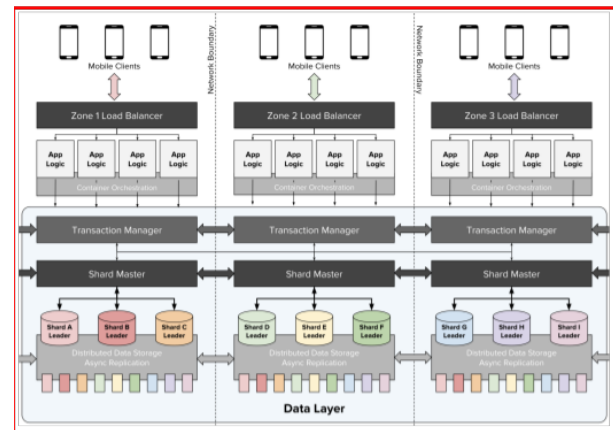 Mobile Clients
Mobile Clients
Mobile Clients
Network Boundary
Network Boundary
Zone 1 Load Balancer
Zone 2 Load Balancer
Zone 3 Load Balancer
App Logic
App Logic
App Logic
App Logic
App Logic
App Logic
App Logic
App Logic
App Logic
App Logic
App Logic
App Logic
Container Orchestration
Container Orchestration
Container Orchestration
Transaction Manager
Transaction Manager
Transaction Manager
Shard Master
Shard Master
Shard Master
Shard A Leader
Shard B Leader
Shard C Leader
Shard D Leader
Shard E Leader
Shard F Leader
Shard G Leader
Shard H Leader
Shard I Leader
Distributed Data Storage
Async Replication
Distributed Data Storage
Async Replication
Distributed Data Storage
Async Replication
Data Layer